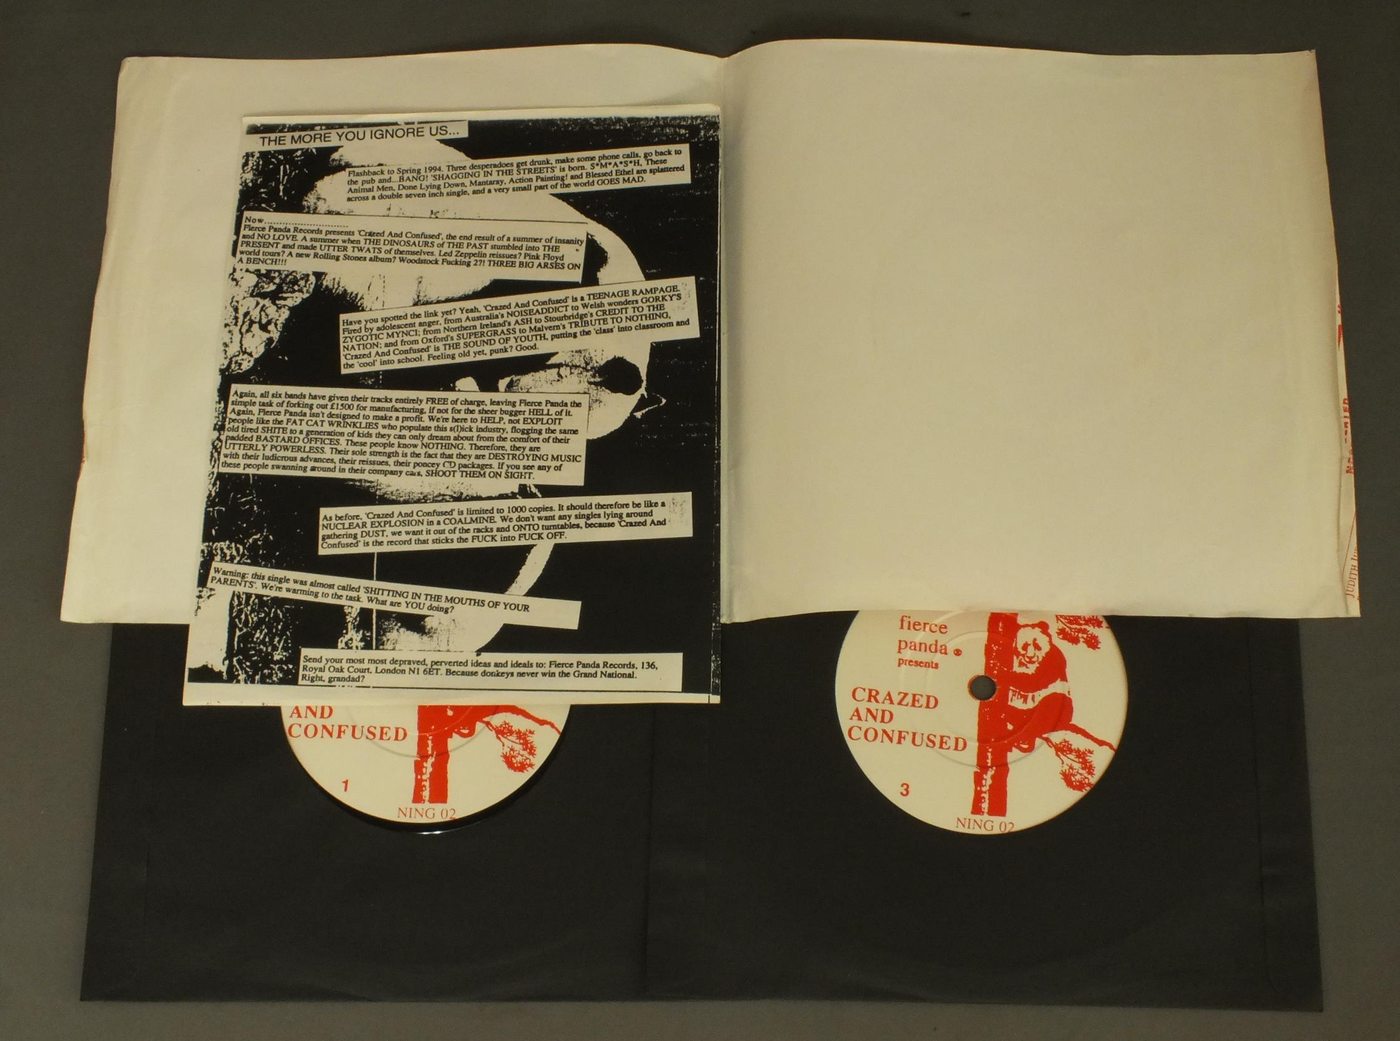 THE MORE YOU IGNORE US...
Flashback to Spring 1994. Three desperadoes get drunk, make some phone calls, go back to
the pub and...BANG! 'SHAGGING IN THE STREETS' is born. S*M*A*S*H, These
Animal Men, Done Lying Down, Mantaray, Action Painting! and Blessed Ethel are splattered
across a double seven inch single, and a very small part of the world GOES MAD.
Now........................
Fierce Panda Records presents 'Crazed And Confused', the end result of a summer of insanity
and NO LOVE. A summer when THE DINOSAURS of THE PAST stumbled into THE
PRESENT and made UTTER TWATS of themselves. Led Zeppelin reissues? Pink Floyd
world tours? A new Rolling Stones album? Woodstock Fucking 2?! THREE BIG ARSES ON
A BENCH!!!
Have you spotted the link yet? Yeah, 'Crazed And Confused' is a TEENAGE RAMPAGE.
Fired by adolescent anger, from Australia's NOISEADDICT to Welsh wonders GORKY'S
ZYGOTIC MYNCI; from Northern Ireland's ASH to Stourbridge's CREDIT TO THE
NATION; and from Oxford's SUPERGRASS to Malvern's TRIBUTE TO NOTHING,
'Crazed And Confused' is THE SOUND OF YOUTH, putting the 'class' into classroom and
the 'cool' into school. Feeling old yet, punk? Good.
Again, all six bands have given their tracks entirely FREE of charge, leaving Fierce Panda the
simple task of forking out £1500 for manufacturing, if not for the sheer bugger HELL of it.
Again, Fierce Panda isn't designed to make a profit. We're here to HELP, not EXPLOIT
people like the FAT CAT WRINKLIES who populate this s(l)ick industry, flogging the same
old tired SHITE to a generation of kids they can only dream about from the comfort of their
padded BASTARD OFFICES. These people know NOTHING. Therefore, they are
UTTERLY POWERLESS. Their sole strength is the fact that they are DESTROYING MUSIC
with their ludicrous advances, their reissues, their poncey CD packages. If you see any of
these people swanning around in their company cars, SHOOT THEM ON SIGHT.
As before, 'Crazed And Confused' is limited to 1000 copies. It should therefore be like a
NUCLEAR EXPLOSION in a COALMINE. We don't want any singles lying around
gathering DUST, we want it out of the racks and ONTO turntables, because 'Crazed And
Confused' is the record that sticks the FUCK into FUCK OFF.
Warning: this single was almost called 'SHITTING IN THE MOUTHS OF YOUR
PARENTS'. We're warming to the task. What are YOU doing?
Send your most most depraved, perverted ideas and ideals to: Fierce Panda Records, 136,
Royal Oak Court, London N1 6ET. Because donkeys never win the Grand National.
Right, grandad?
AND
CONFUSED
1
NING 02
fierce
panda ®
presents
CRAZED
AND
CONFUSED
3
NING 02
JUDITH